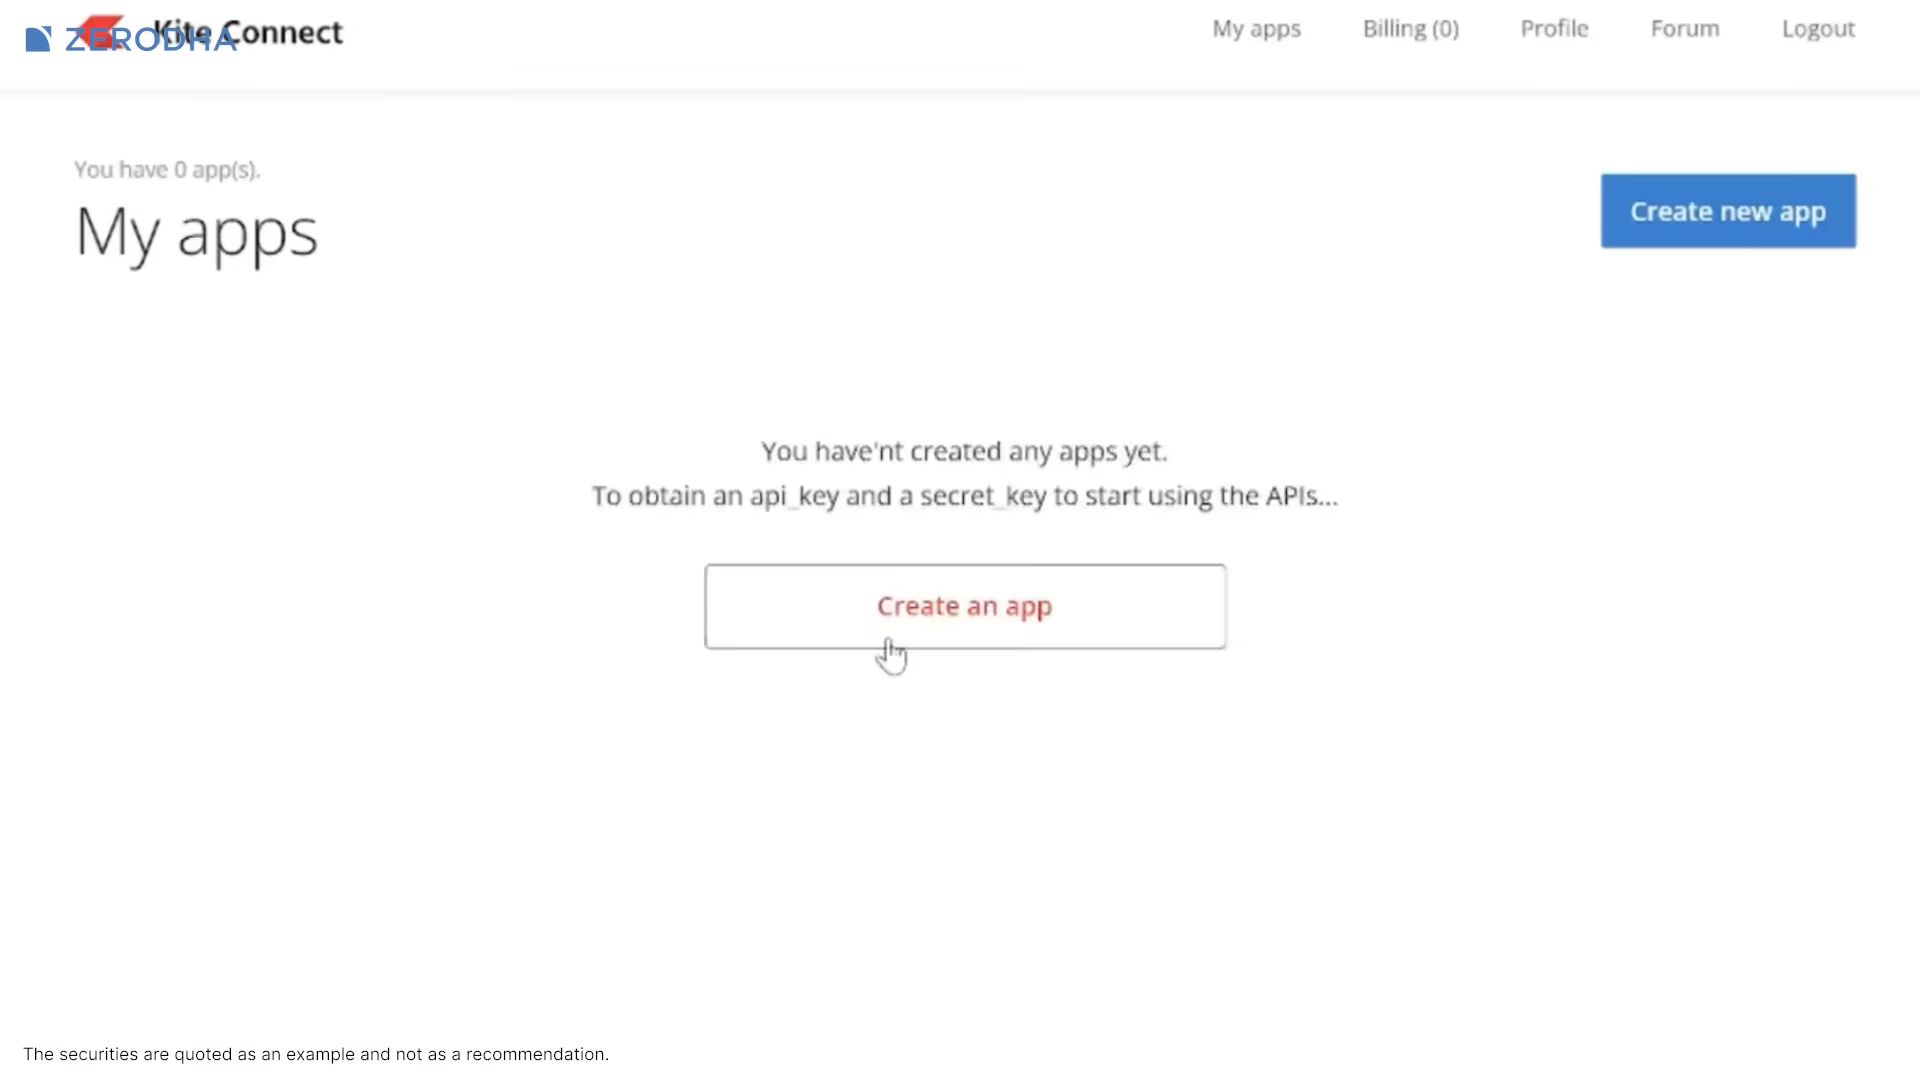 ZERODHA
Kite Connect
My apps
Billing (0)
Profile
Forum
Logout
You have 0 app(s).
My apps
Create new app
You have'nt created any apps yet.
To obtain an api_key and a secret_key to start using the APIs...
Create an app
The securities are quoted as an example and not as a recommendation.